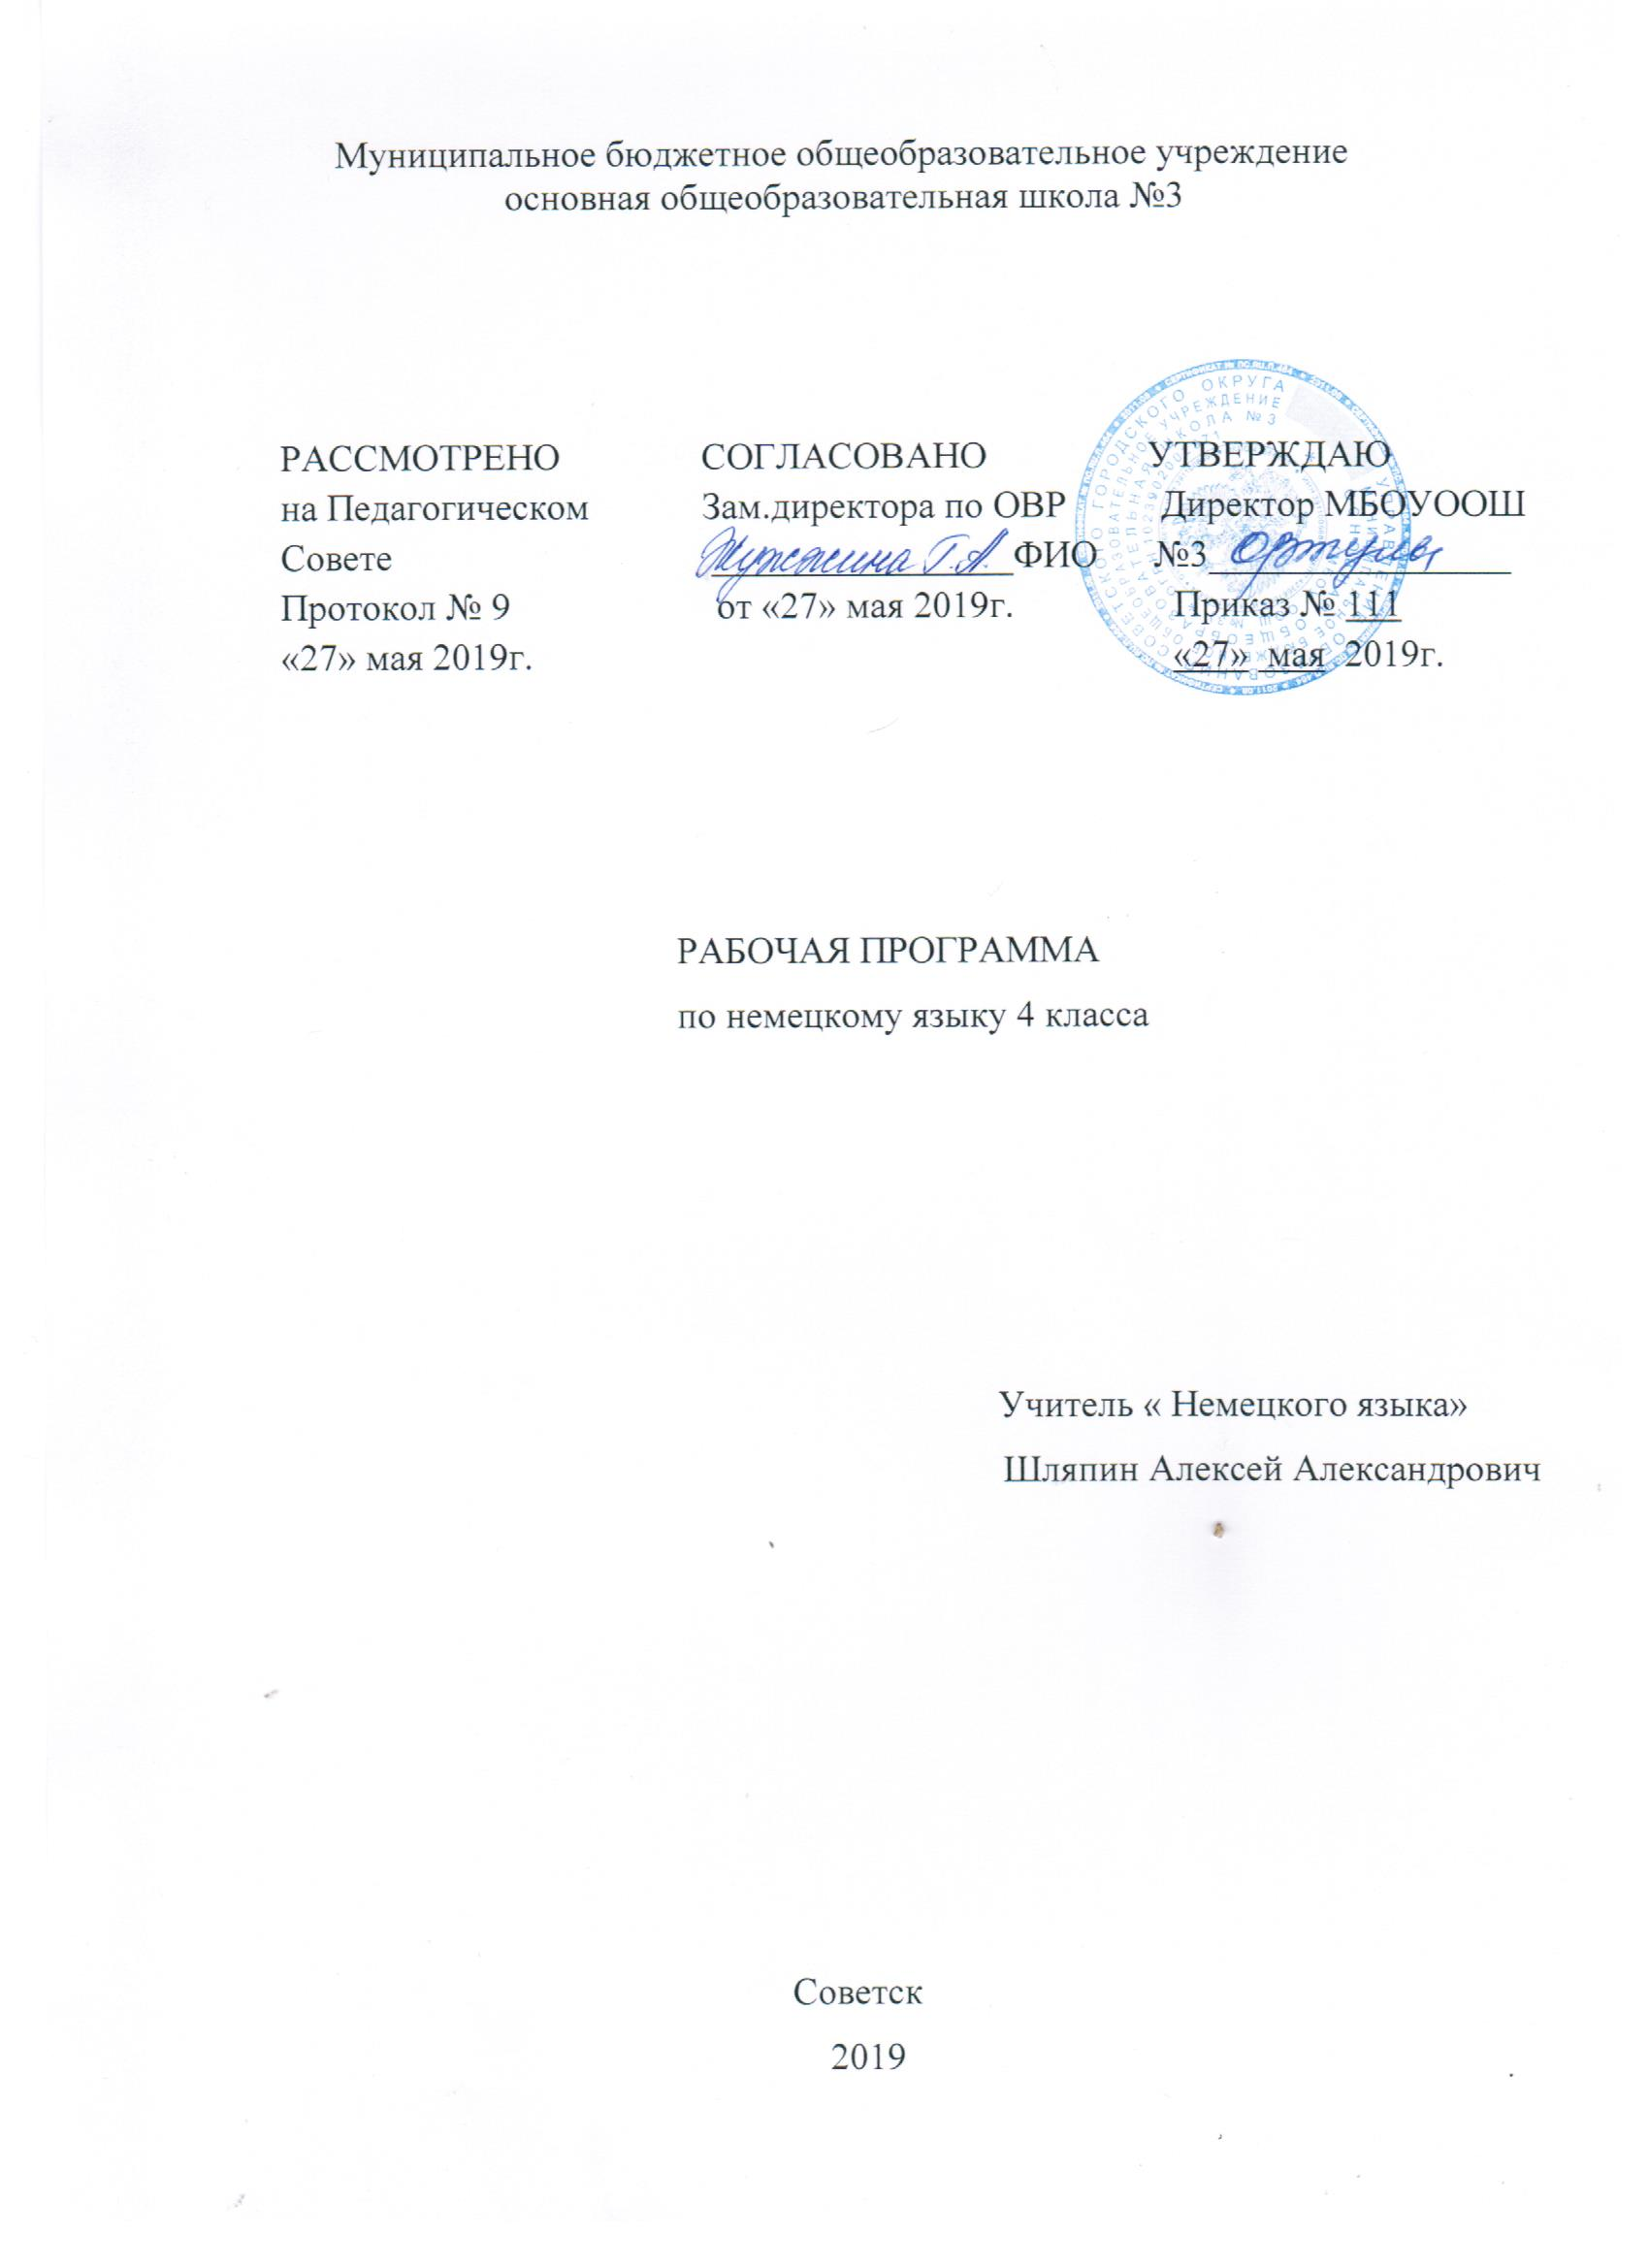 Муниципальное бюджетное общеобразовательное учреждение
основная общеобразовательная школа №3
РАССМОТРЕНО
на Педагогическом
Совете
Протокол № 9
«27» мая 2019г.
СОГЛАСОВАНО
Зам.директора по ОВР
Г.А. ФИО
от «27» мая 2019г.
УТВЕРЖДАЮ
Директор МБОУООШ
№3
Приказ № 111
«27» мая 2019г.
РАБОЧАЯ ПРОГРАММА
по немецкому языку 4 класса
Учитель « Немецкого языка»
Шляпин Алексей Александрович
Советск
2019